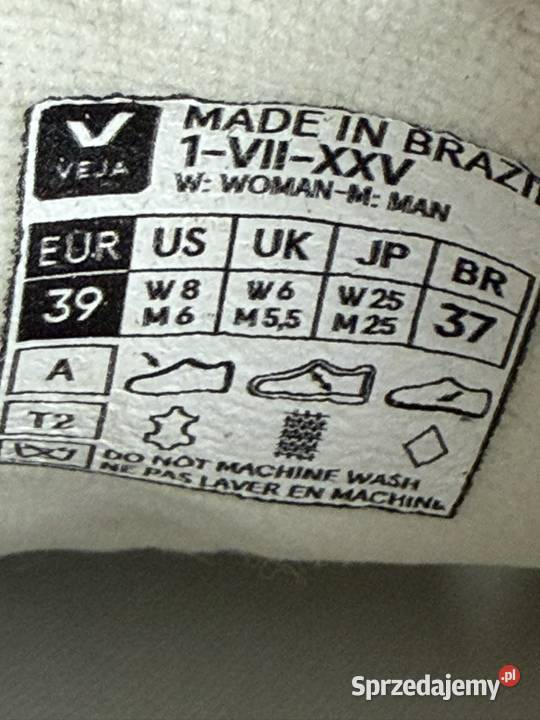 VEJA
MADE IN BRAZIL
1-VII-XXV
W: WOMAN-M: MAN
EUR US UK JP BR
39 W 8 W 6 W 25 37
M 6 M 5,5 M 25
A
T2
DO NOT MACHINE WASH
NE PAS LAVER EN MACHINE
Sprzedajemy.pl